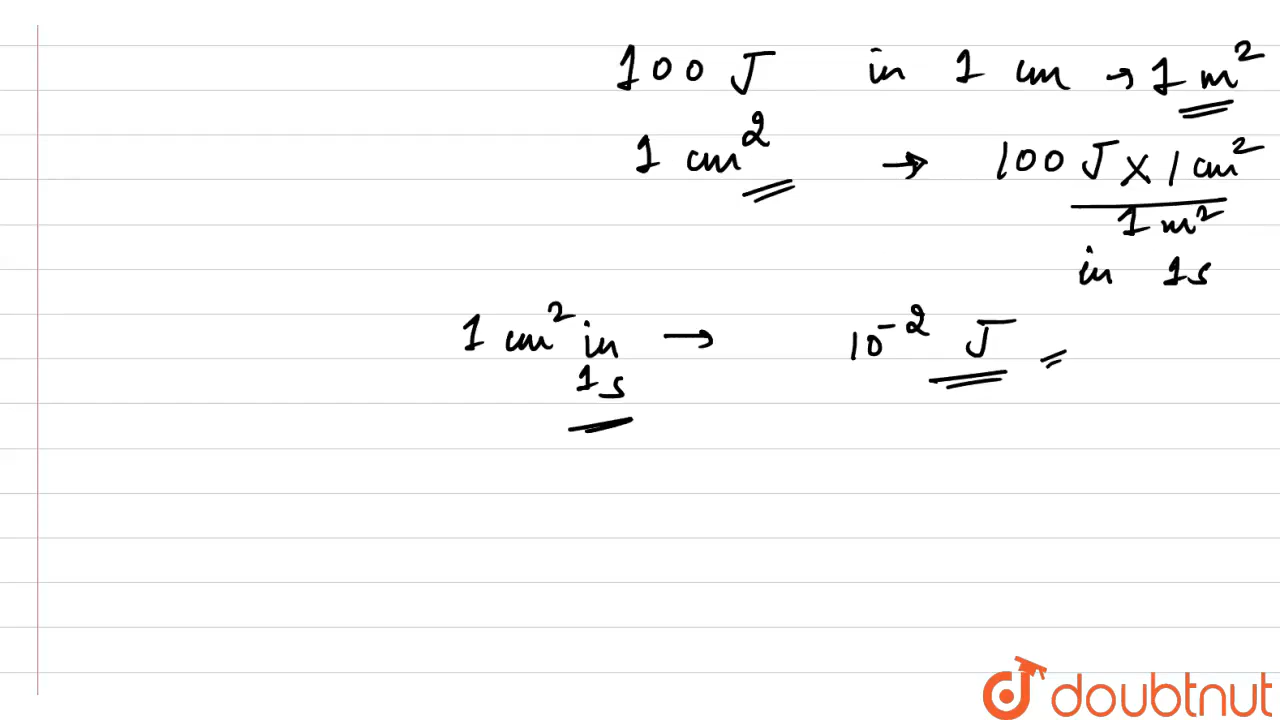 100 J in 1 cm → 1 m²
1 cm² → 100 J × 1 cm²
1 m²
in 1s
1 cm² in → 10⁻² J
1s
doubtnut